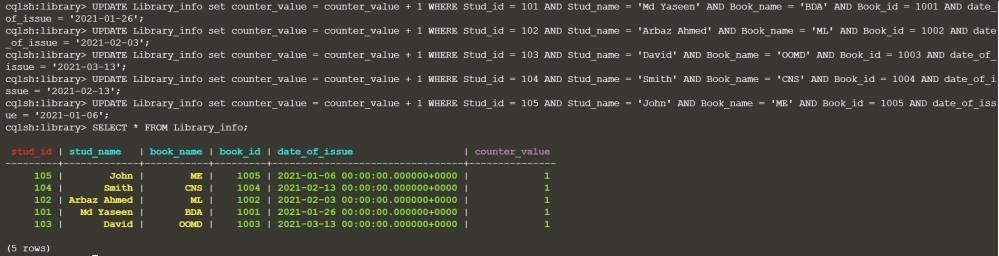 cqlsh:library> UPDATE Library_info set counter_value = counter_value + 1 WHERE Stud_id = 101 AND Stud_name = 'Md Yaseen' AND Book_name = 'BDA' AND Book_id = 1001 AND date_
of_issue = '2021-01-26';
cqlsh:library> UPDATE Library_info set counter_value = counter_value + 1 WHERE Stud_id = 102 AND Stud_name = 'Arbaz Ahmed' AND Book_name = 'ML' AND Book_id = 1002 AND date
_of_issue = '2021-02-03';
cqlsh:library> UPDATE Library_info set counter_value = counter_value + 1 WHERE Stud_id = 103 AND Stud_name = 'David' AND Book_name = 'OOMD' AND Book_id = 1003 AND date_of_
issue = '2021-03-13';
cqlsh:library> UPDATE Library_info set counter_value = counter_value + 1 WHERE Stud_id = 104 AND Stud_name = 'Smith' AND Book_name = 'CNS' AND Book_id = 1004 AND date_of_i
ssue = '2021-02-13';
cqlsh:library> UPDATE Library_info set counter_value = counter_value + 1 WHERE Stud_id = 105 AND Stud_name = 'John' AND Book_name = 'ME' AND Book_id = 1005 AND date_of_iss
ue = '2021-01-06';
cqlsh:library> SELECT * FROM Library_info;
stud_id | stud_name | book_name | book_id | date_of_issue | counter_value
---------+-------------+-----------+---------+---------------------------------+---------------
105 | John | ME | 1005 | 2021-01-06 00:00:00.000000+0000 | 1
104 | Smith | CNS | 1004 | 2021-02-13 00:00:00.000000+0000 | 1
102 | Arbaz Ahmed | ML | 1002 | 2021-02-03 00:00:00.000000+0000 | 1
101 | Md Yaseen | BDA | 1001 | 2021-01-26 00:00:00.000000+0000 | 1
103 | David | OOMD | 1003 | 2021-03-13 00:00:00.000000+0000 | 1
(5 rows)